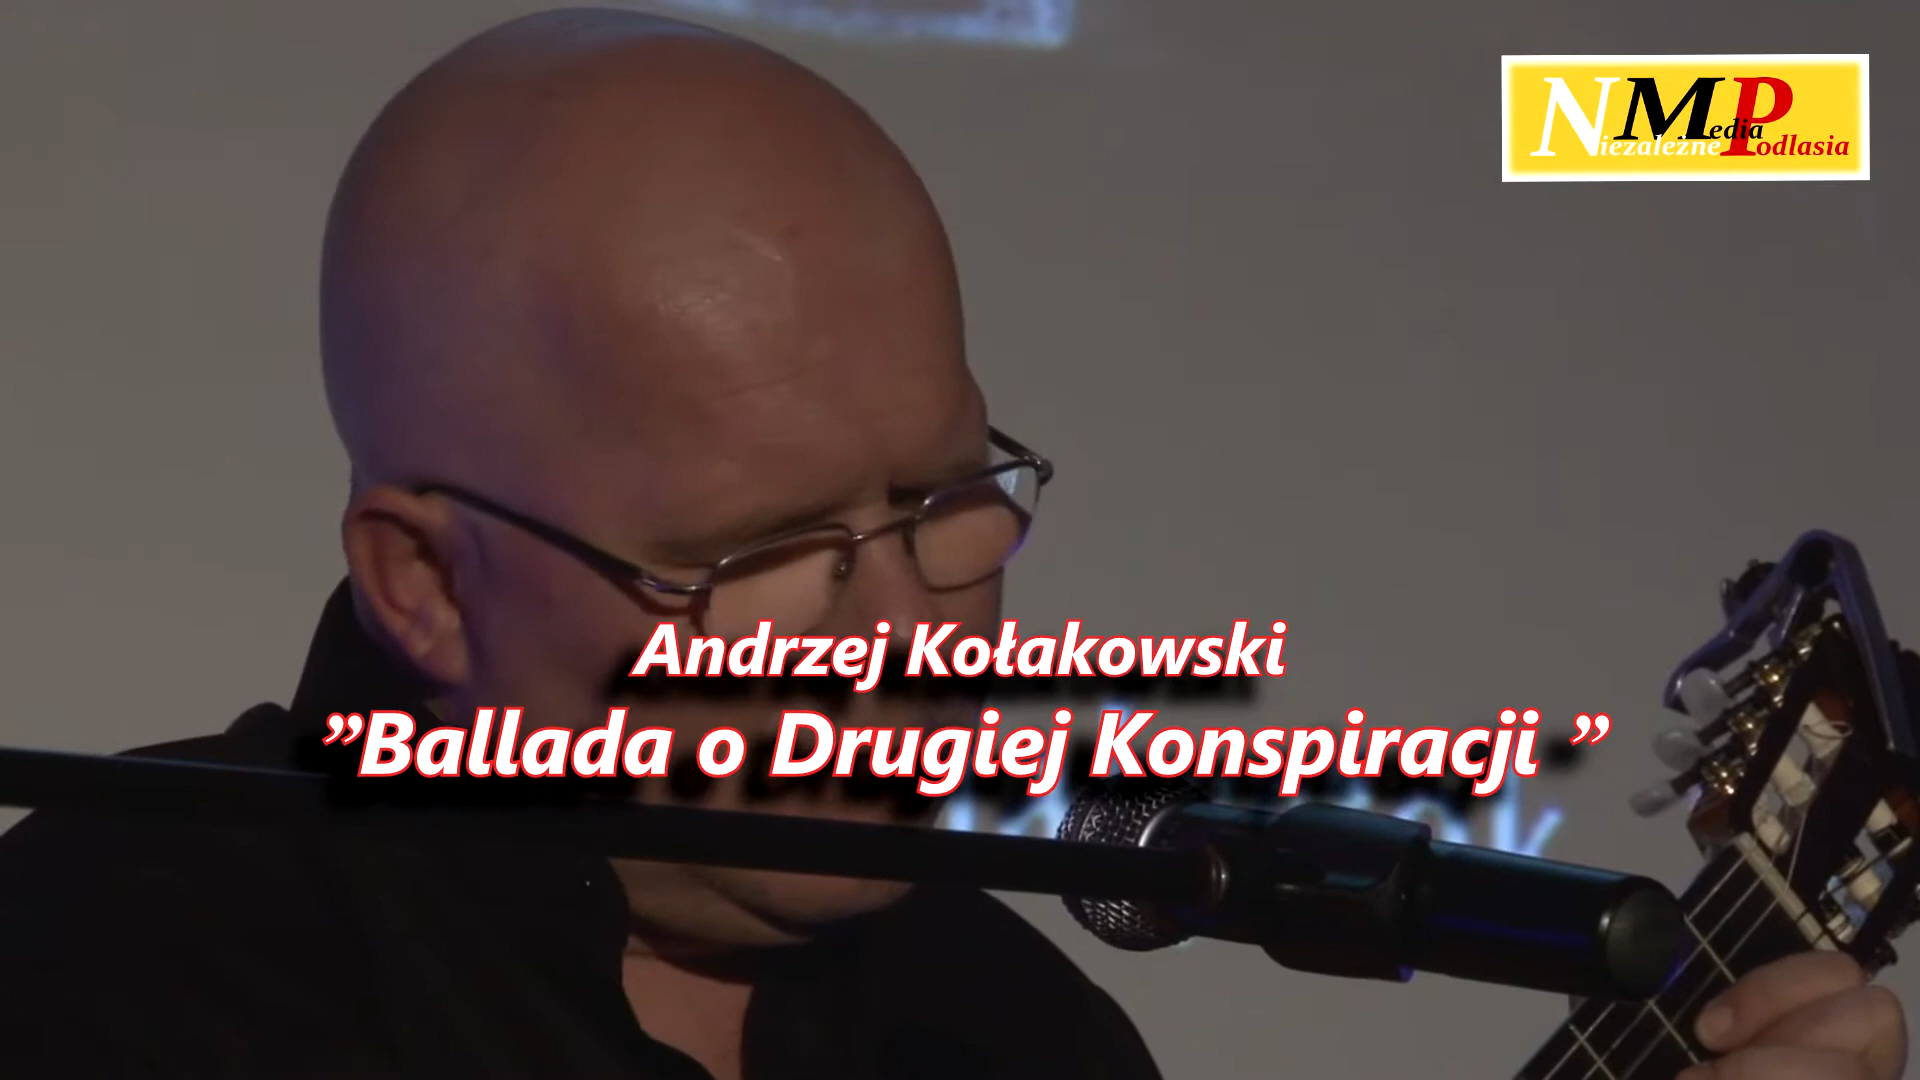 NMP
Niezależne Media Podlasia
Andrzej Kołakowski
”Ballada o Drugiej Konspiracji ”